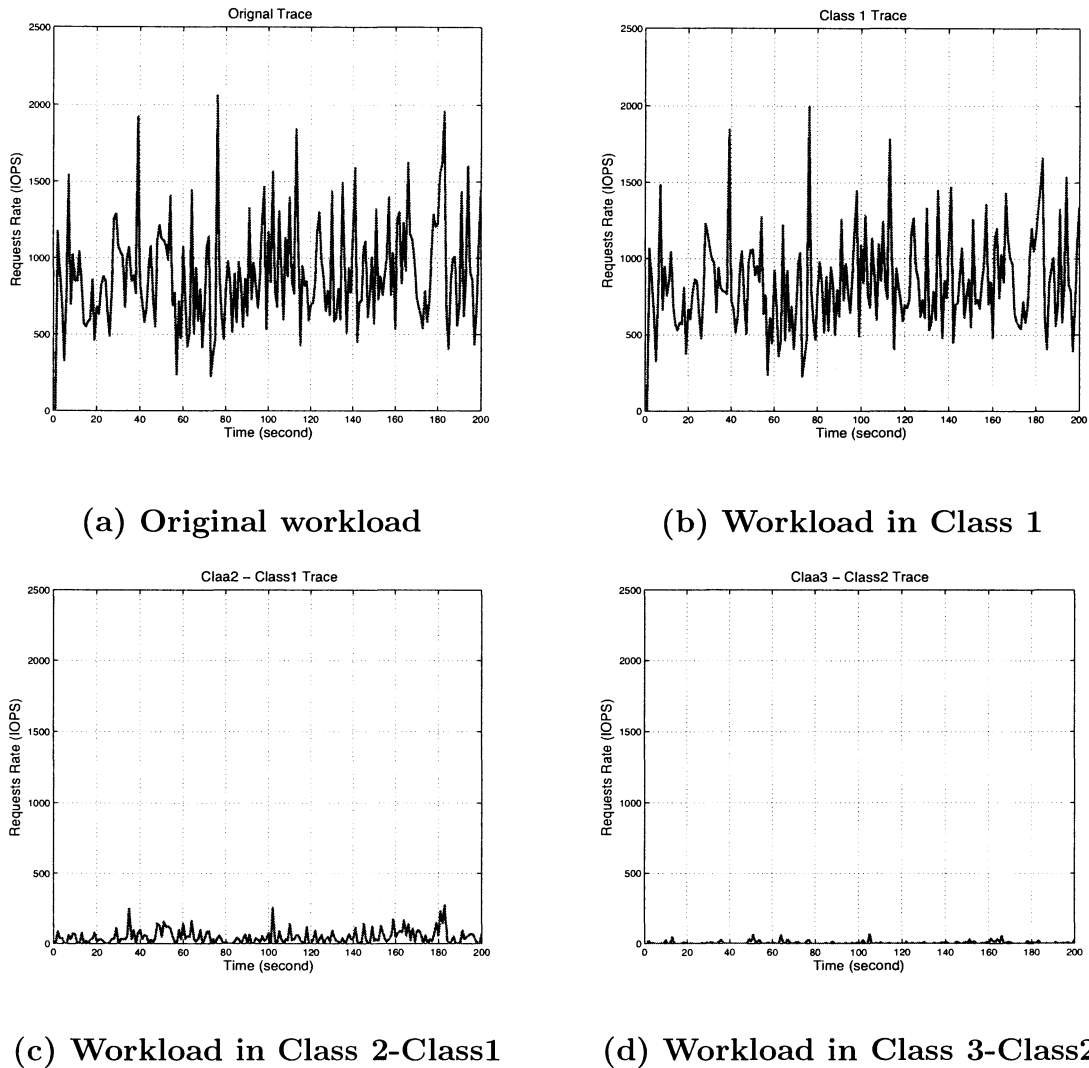 Orignal Trace
2500
2000
1500
1000
500
0
Requests Rate (IOPS)
0 20 40 60 80 100 120 140 160 180 200
Time (second)
(a) Original workload
Class 1 Trace
2500
2000
1500
1000
500
0
Requests Rate (IOPS)
0 20 40 60 80 100 120 140 160 180 200
Time (second)
(b) Workload in Class 1
Claa2 – Class1 Trace
2500
2000
1500
1000
500
0
Requests Rate (IOPS)
0 20 40 60 80 100 120 140 160 180 200
Time (second)
(c) Workload in Class 2-Class1
Claa3 – Class2 Trace
2500
2000
1500
1000
500
0
Requests Rate (IOPS)
0 20 40 60 80 100 120 140 160 180 200
Time (second)
(d) Workload in Class 3-Class2